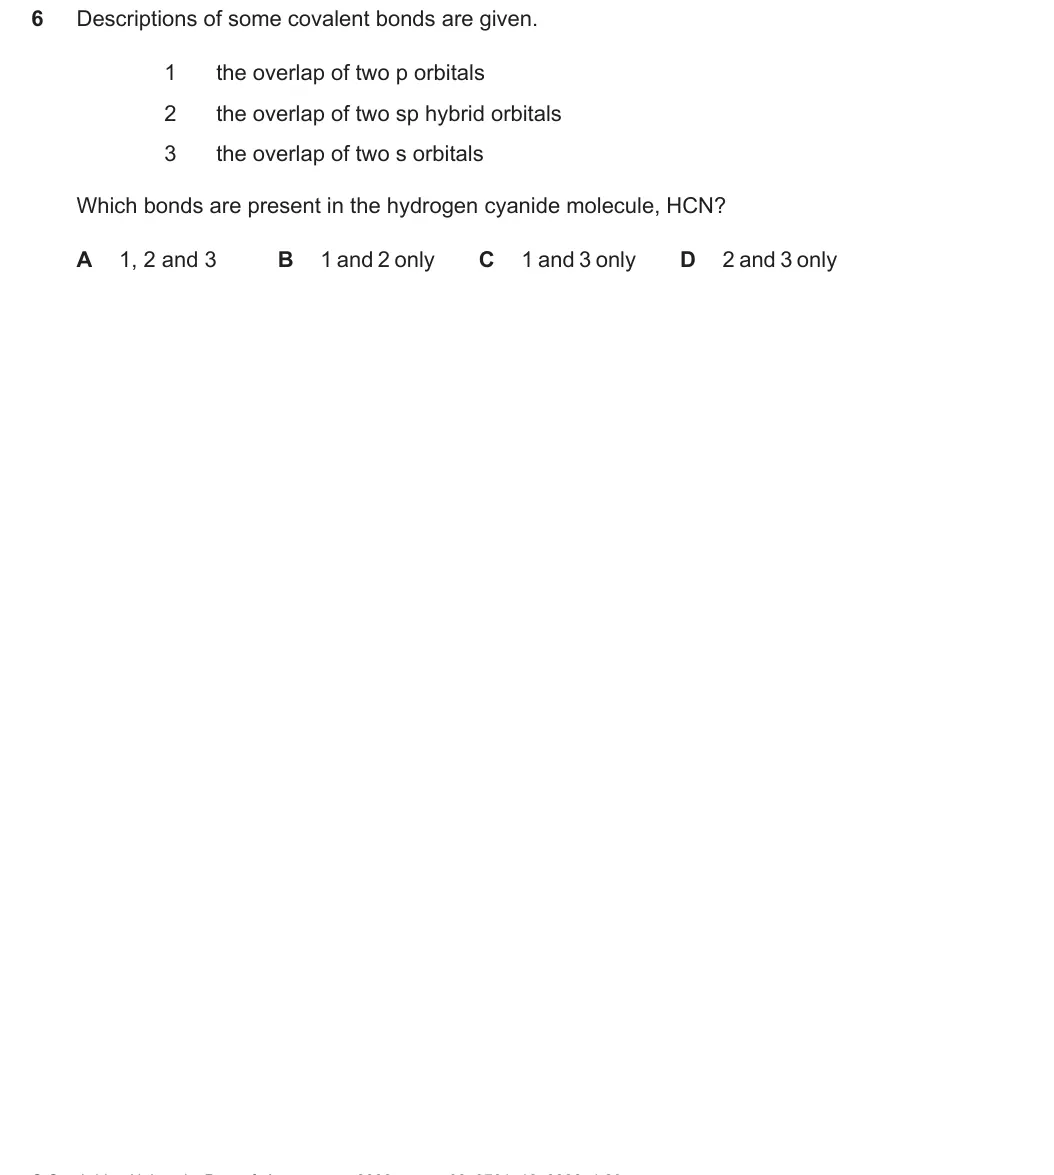 6 Descriptions of some covalent bonds are given.
1 the overlap of two p orbitals
2 the overlap of two sp hybrid orbitals
3 the overlap of two s orbitals
Which bonds are present in the hydrogen cyanide molecule, HCN?
A 1, 2 and 3 B 1 and 2 only C 1 and 3 only D 2 and 3 only